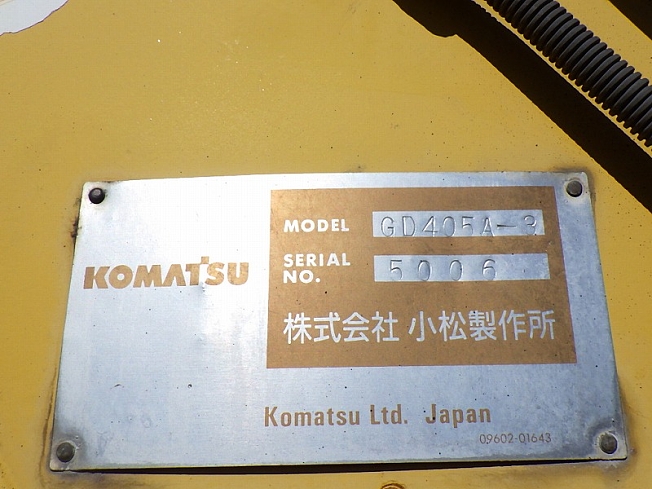 KOMATSU
MODEL GD405A-3
SERIAL NO. 5006
株式会社 小松製作所
Komatsu Ltd. Japan
09602-01643